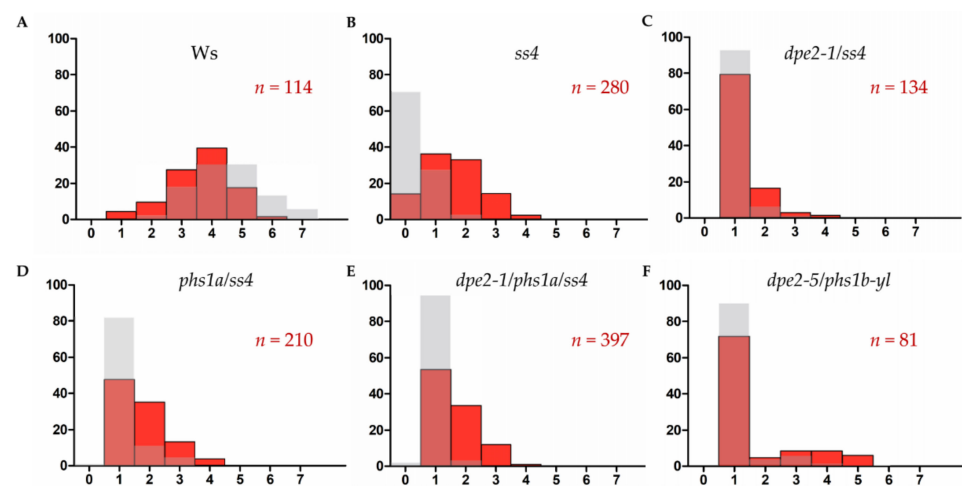 A
Ws
n = 114
100
80
60
40
20
0
0 1 2 3 4 5 6 7
B
ss4
n = 280
100
80
60
40
20
0
0 1 2 3 4 5 6 7
C
dpe2-1/ss4
n = 134
100
80
60
40
20
0
0 1 2 3 4 5 6 7
D
phs1a/ss4
n = 210
100
80
60
40
20
0
0 1 2 3 4 5 6 7
E
dpe2-1/phs1a/ss4
n = 397
100
80
60
40
20
0
0 1 2 3 4 5 6 7
F
dpe2-5/phs1b-yl
n = 81
100
80
60
40
20
0
0 1 2 3 4 5 6 7